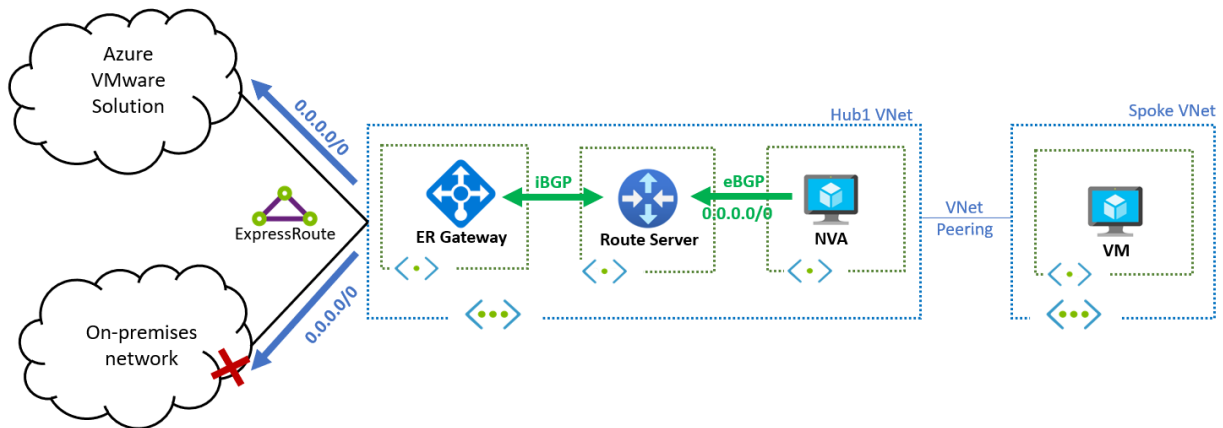 Azure
VMware
Solution
0.0.0.0/0
ExpressRoute
0.0.0.0/0
On-premises
network
Hub1 VNet
iBGP
eBGP
0.0.0.0/0
ER Gateway
Route Server
NVA
VNet
Peering
Spoke VNet
VM